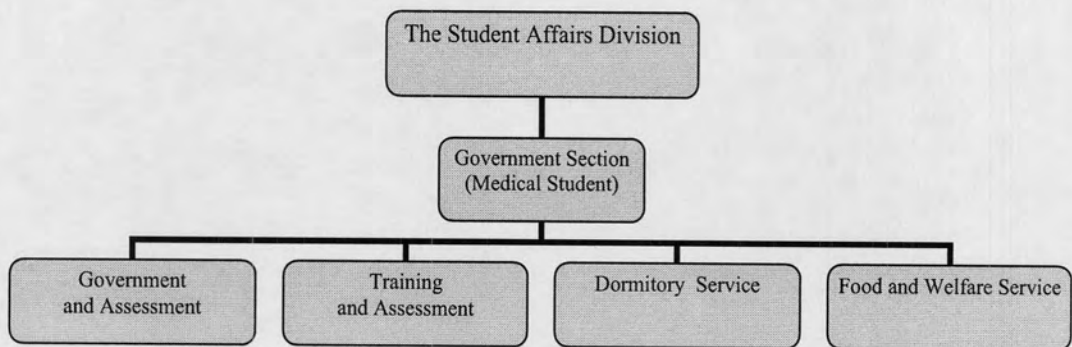 The Student Affairs Division
Government Section
(Medical Student)
Government
and Assessment
Training
and Assessment
Dormitory Service
Food and Welfare Service